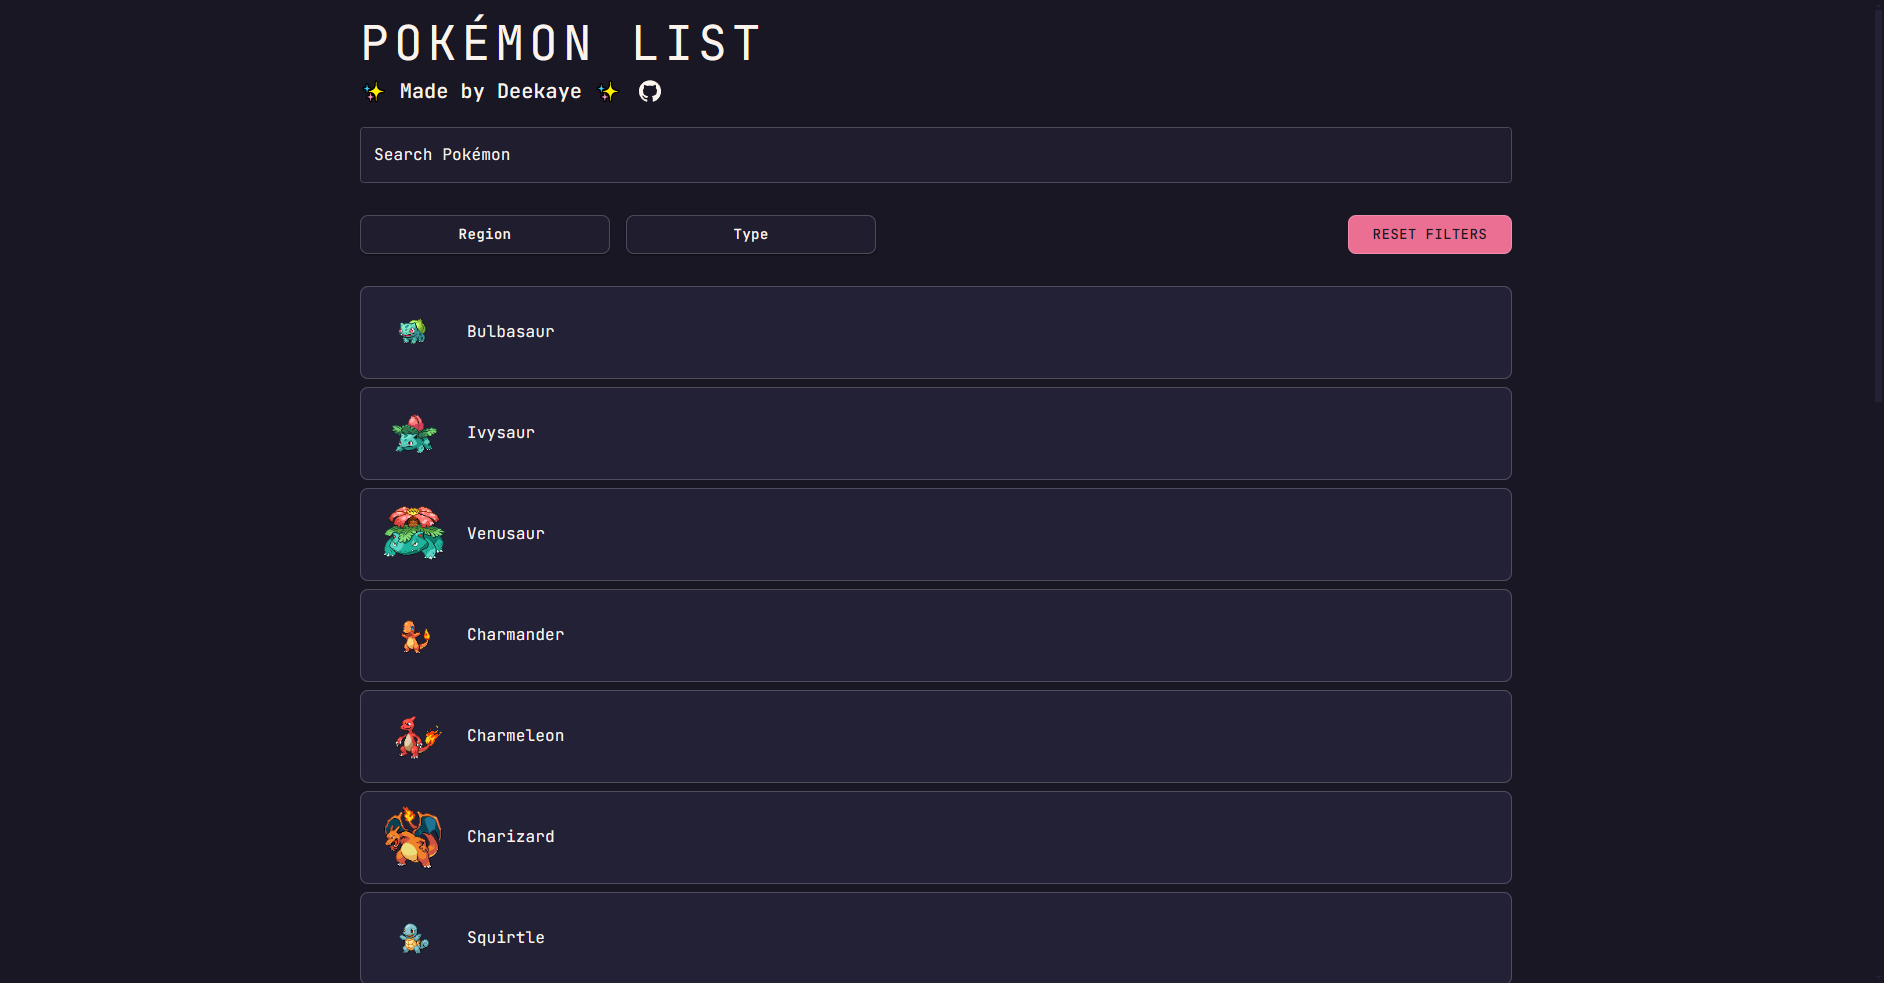 POKÉMON LIST
✨ Made by Deekaye ✨
Search Pokémon
Region Type RESET FILTERS
Bulbasaur
Ivysaur
Venusaur
Charmander
Charmeleon
Charizard
Squirtle